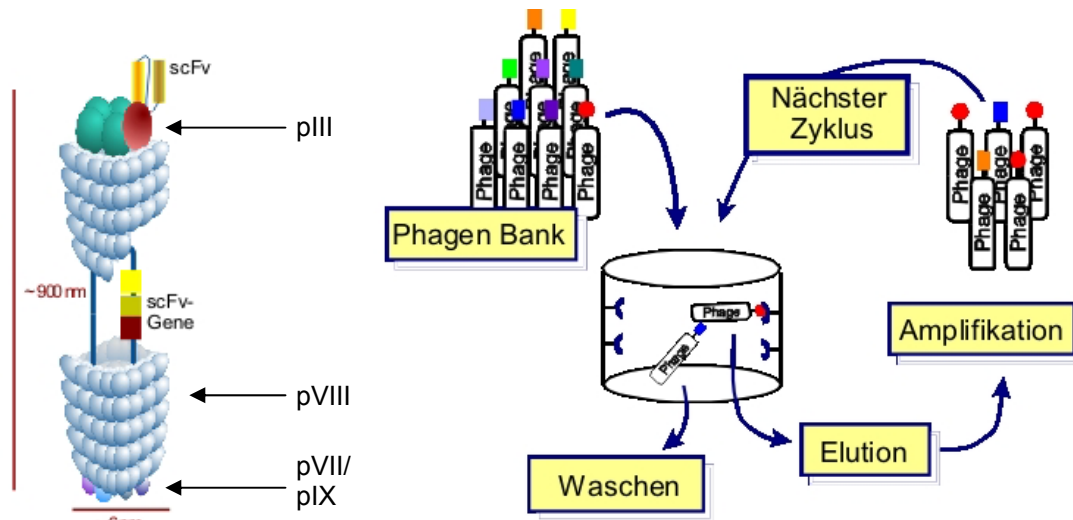 scFv
pIII
~900 nm
scFv-
Gene
pVIII
pVII/
pIX
Phage
Phage
Phage
Phage
Phagen Bank
Nächster
Zyklus
Phage
Phage
Phage
Phage
Phage
Phage
Phage
Amplifikation
Elution
Waschen